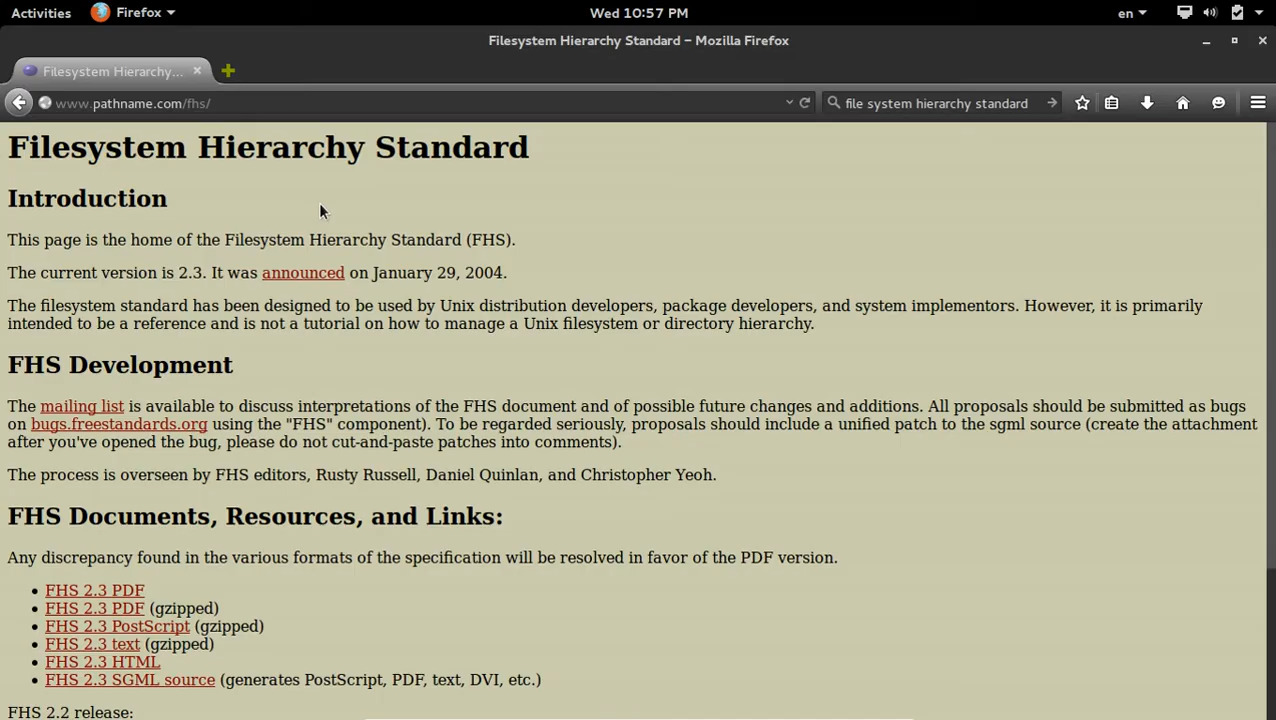 Activities Firefox Wed 10:57 PM en
Filesystem Hierarchy Standard – Mozilla Firefox
Filesystem Hierarchy...
www.pathname.com/fhs/ file system hierarchy standard
Filesystem Hierarchy Standard
Introduction
This page is the home of the Filesystem Hierarchy Standard (FHS).
The current version is 2.3. It was announced on January 29, 2004.
The filesystem standard has been designed to be used by Unix distribution developers, package developers, and system implementors. However, it is primarily
intended to be a reference and is not a tutorial on how to manage a Unix filesystem or directory hierarchy.
FHS Development
The mailing list is available to discuss interpretations of the FHS document and of possible future changes and additions. All proposals should be submitted as bugs
on bugs.freestandards.org using the "FHS" component). To be regarded seriously, proposals should include a unified patch to the sgml source (create the attachment
after you've opened the bug, please do not cut-and-paste patches into comments).
The process is overseen by FHS editors, Rusty Russell, Daniel Quinlan, and Christopher Yeoh.
FHS Documents, Resources, and Links:
Any discrepancy found in the various formats of the specification will be resolved in favor of the PDF version.
• FHS 2.3 PDF
• FHS 2.3 PDF (gzipped)
• FHS 2.3 PostScript (gzipped)
• FHS 2.3 text (gzipped)
• FHS 2.3 HTML
• FHS 2.3 SGML source (generates PostScript, PDF, text, DVI, etc.)
FHS 2.2 release: